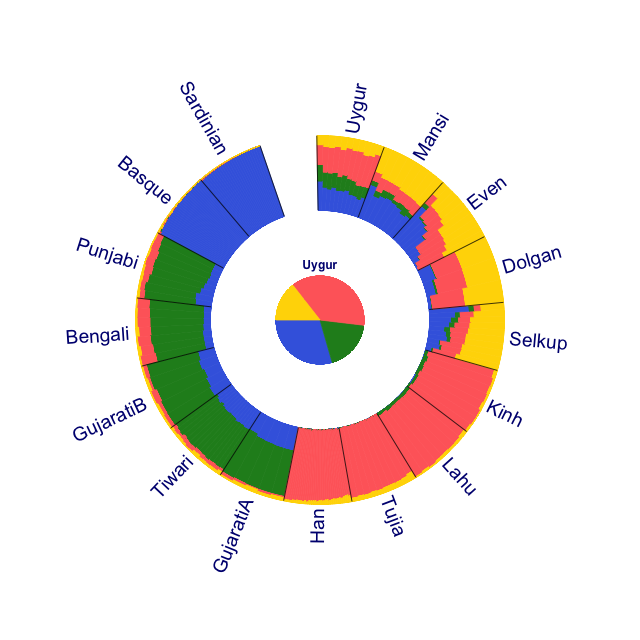 Uygur
Mansi
Even
Dolgan
Selkup
Kinh
Lahu
Tujia
Han
GujaratiA
Tiwari
GujaratiB
Bengali
Punjabi
Basque
Sardinian
Uygur